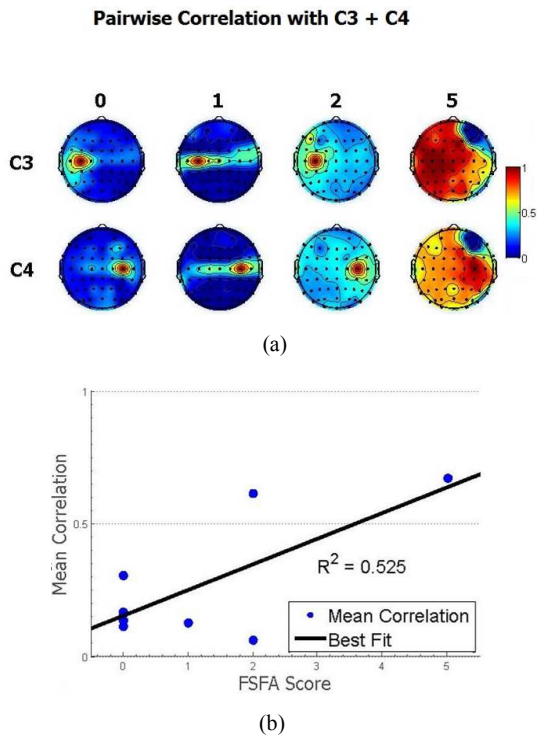 Pairwise Correlation with C3 + C4
0 1 2 5
C3
C4
1
0.5
0
(a)
1
0.5
0
Mean Correlation
R² = 0.525
Mean Correlation
Best Fit
0 1 2 3 4 5
FSFA Score
(b)